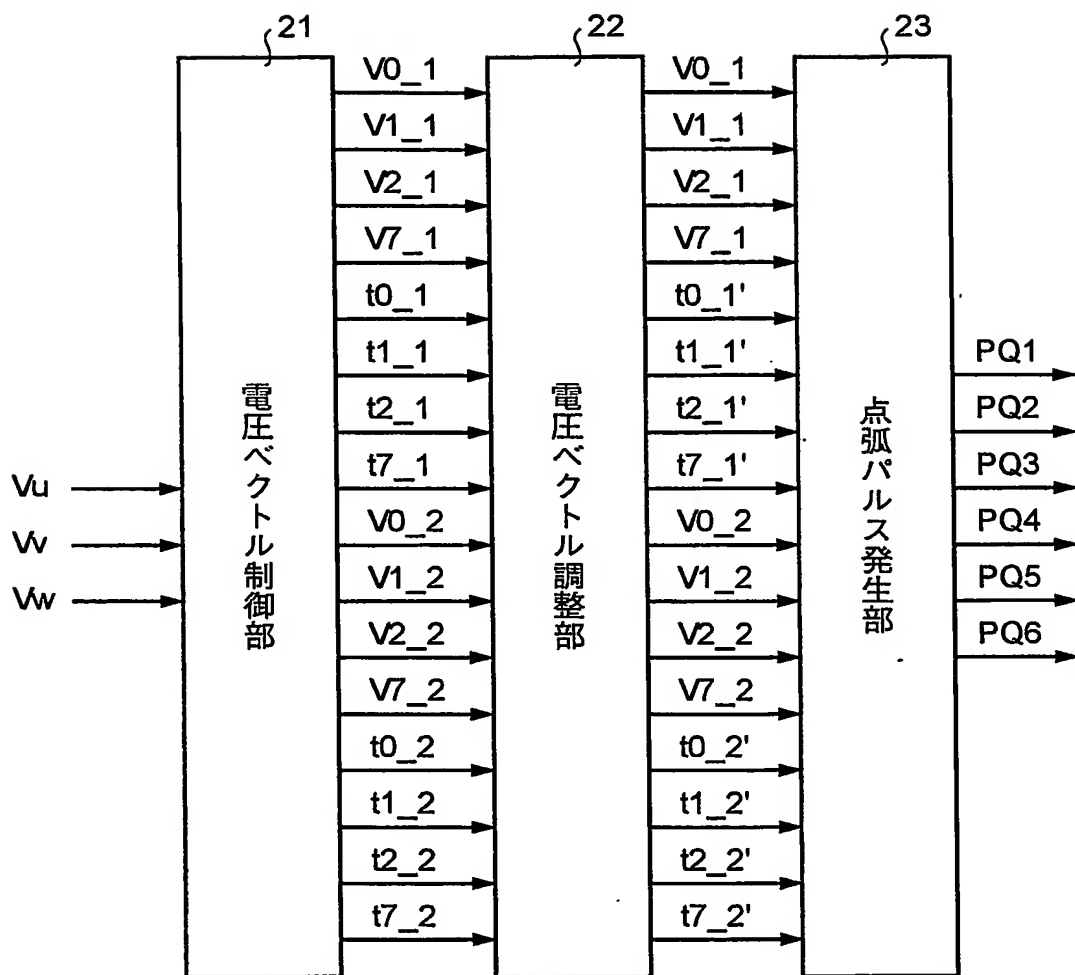 21
22
23
V0_1
V1_1
V2_1
V7_1
t0_1
t1_1
t2_1
t7_1
V0_2
V1_2
V2_2
V7_2
t0_2
t1_2
t2_2
t7_2
V0_1
V1_1
V2_1
V7_1
t0_1'
t1_1'
t2_1'
t7_1'
V0_2
V1_2
V2_2
V7_2
t0_2'
t1_2'
t2_2'
t7_2'
Vu
Vv
Vw
電圧ベクトル制御部
電圧ベクトル調整部
点弧パルス発生部
PQ1
PQ2
PQ3
PQ4
PQ5
PQ6